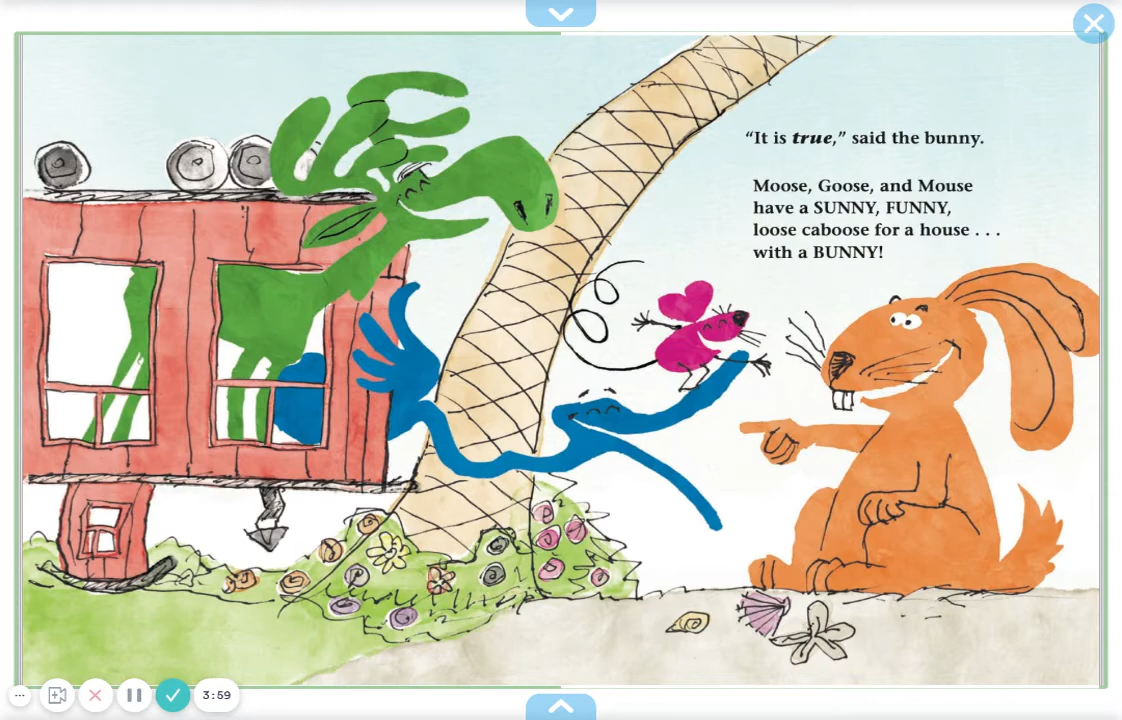 “It is true,” said the bunny.
Moose, Goose, and Mouse
have a SUNNY, FUNNY,
loose caboose for a house . . .
with a BUNNY!
3:59